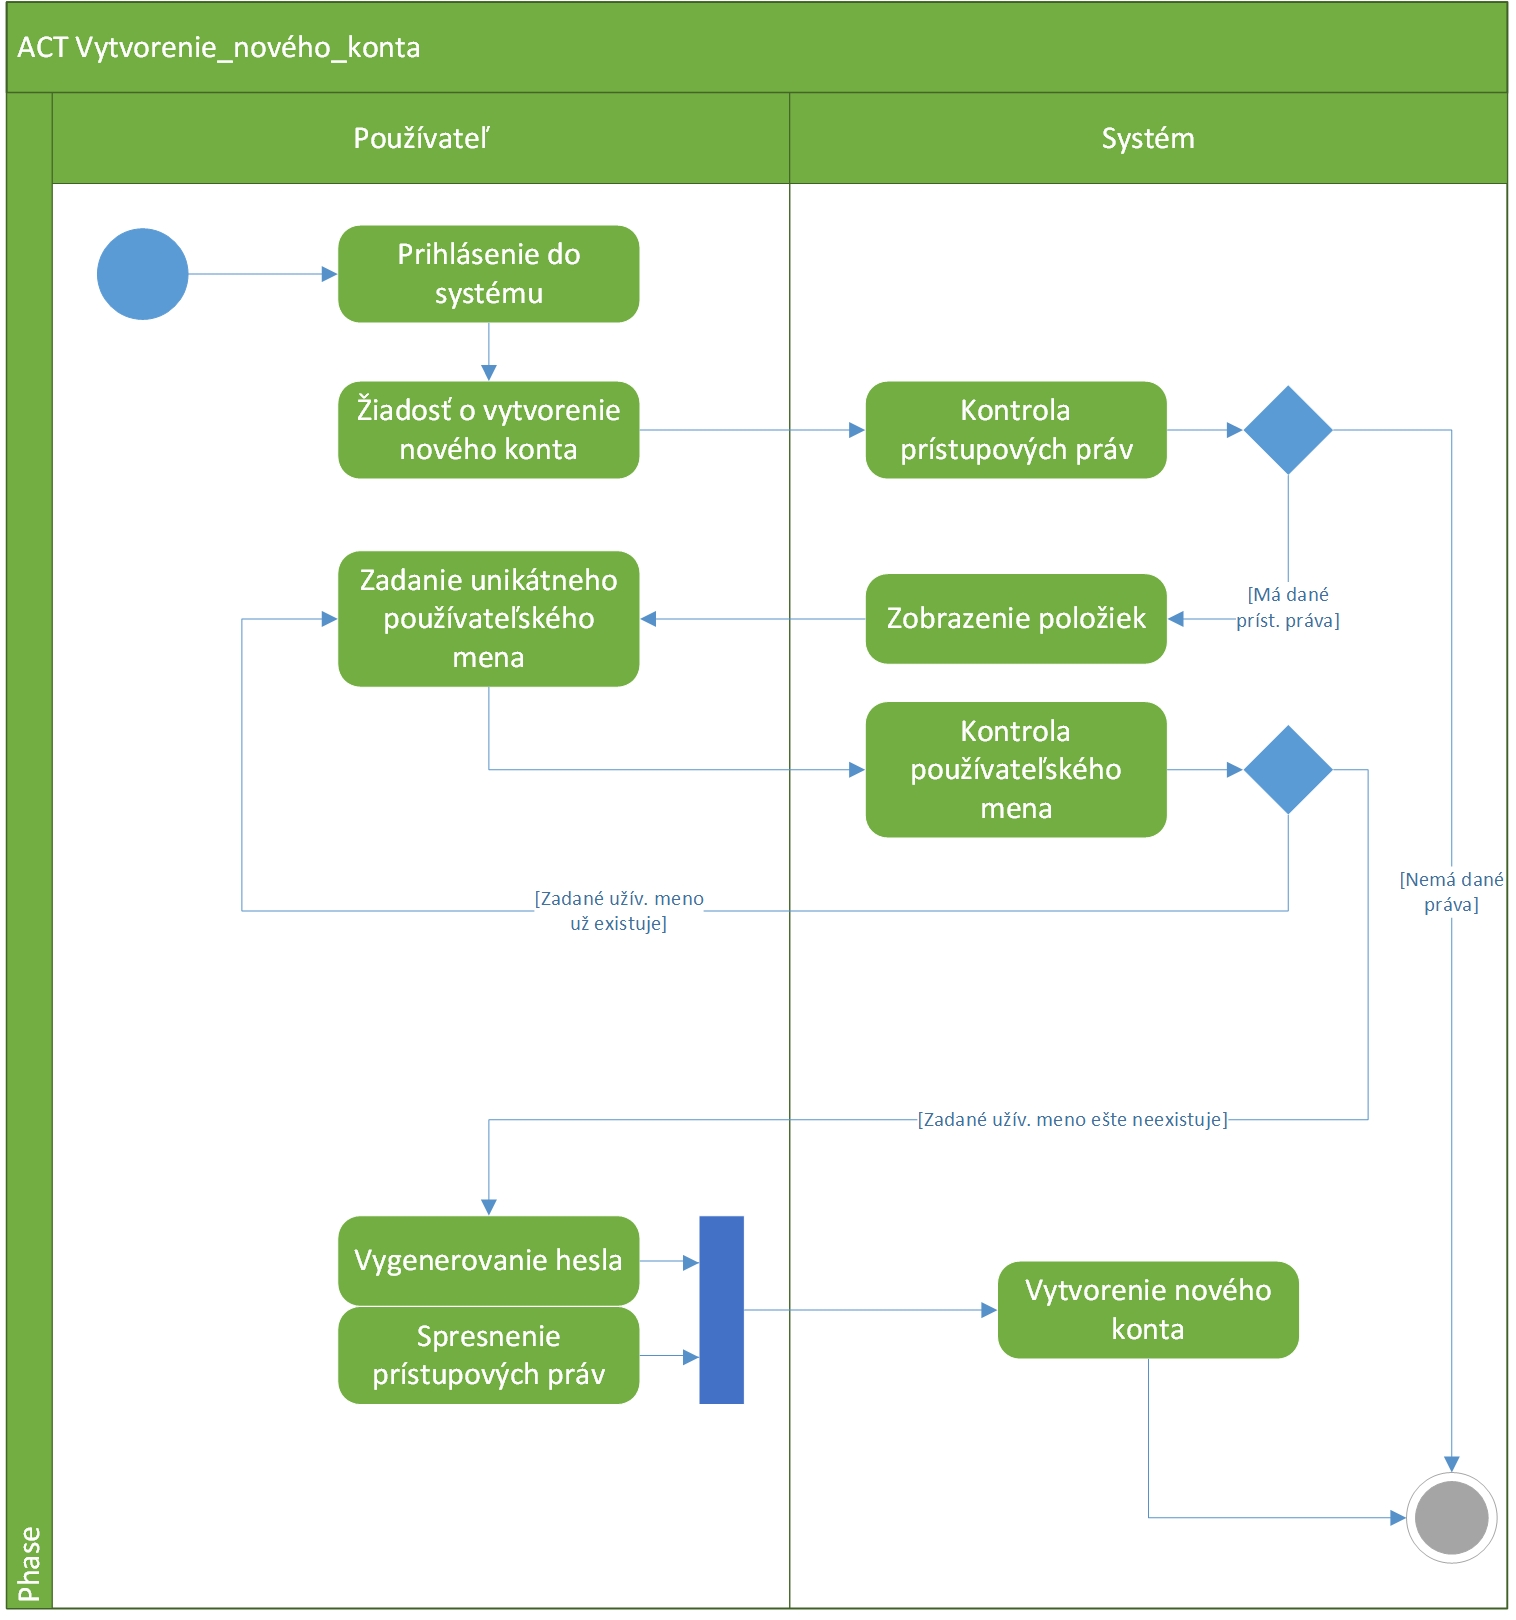 ACT Vytvorenie_nového_konta
Používateľ
Systém
Prihlásenie do
systému
Žiadosť o vytvorenie
nového konta
Kontrola
prístupových práv
Zadanie unikátneho
používateľského
mena
Zobrazenie položiek
[Má dané
príst. práva]
Kontrola
používateľského
mena
[Zadané užív. meno
už existuje]
[Nemá dané
práva]
[Zadané užív. meno ešte neexistuje]
Vygenerovanie hesla
Spresnenie
prístupových práv
Vytvorenie nového
konta
Phase